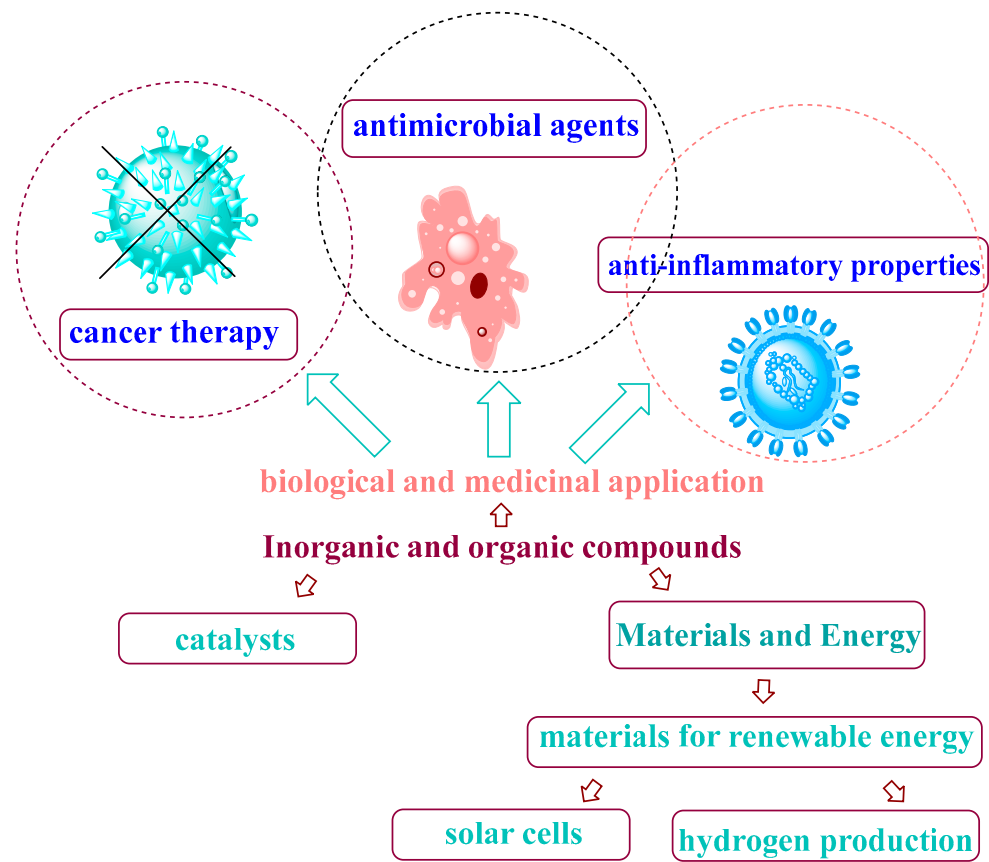 antimicrobial agents
anti-inflammatory properties
cancer therapy
biological and medicinal application
Inorganic and organic compounds
catalysts
Materials and Energy
materials for renewable energy
solar cells
hydrogen production